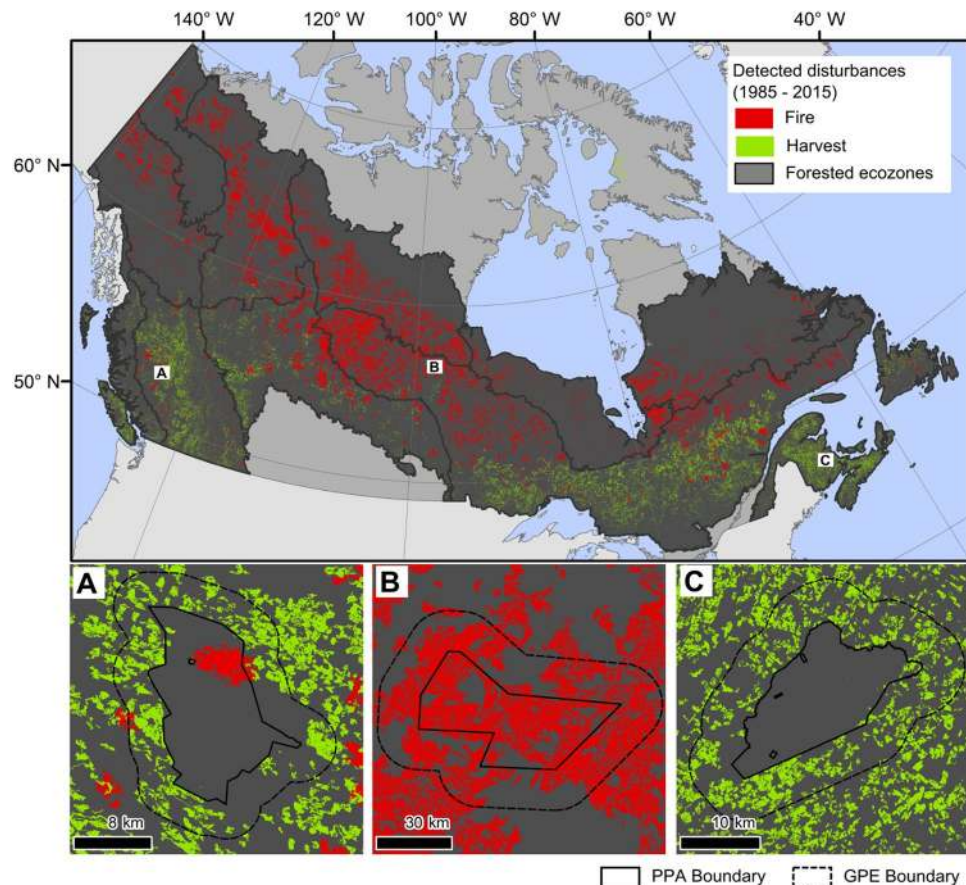 140° W 120° W 100° W 80° W 60° W 40° W
Detected disturbances
(1985 - 2015)
Fire
Harvest
Forested ecozones
60° N
50° N
A
B
C
A
B
C
8 km
30 km
10 km
PPA Boundary
GPE Boundary